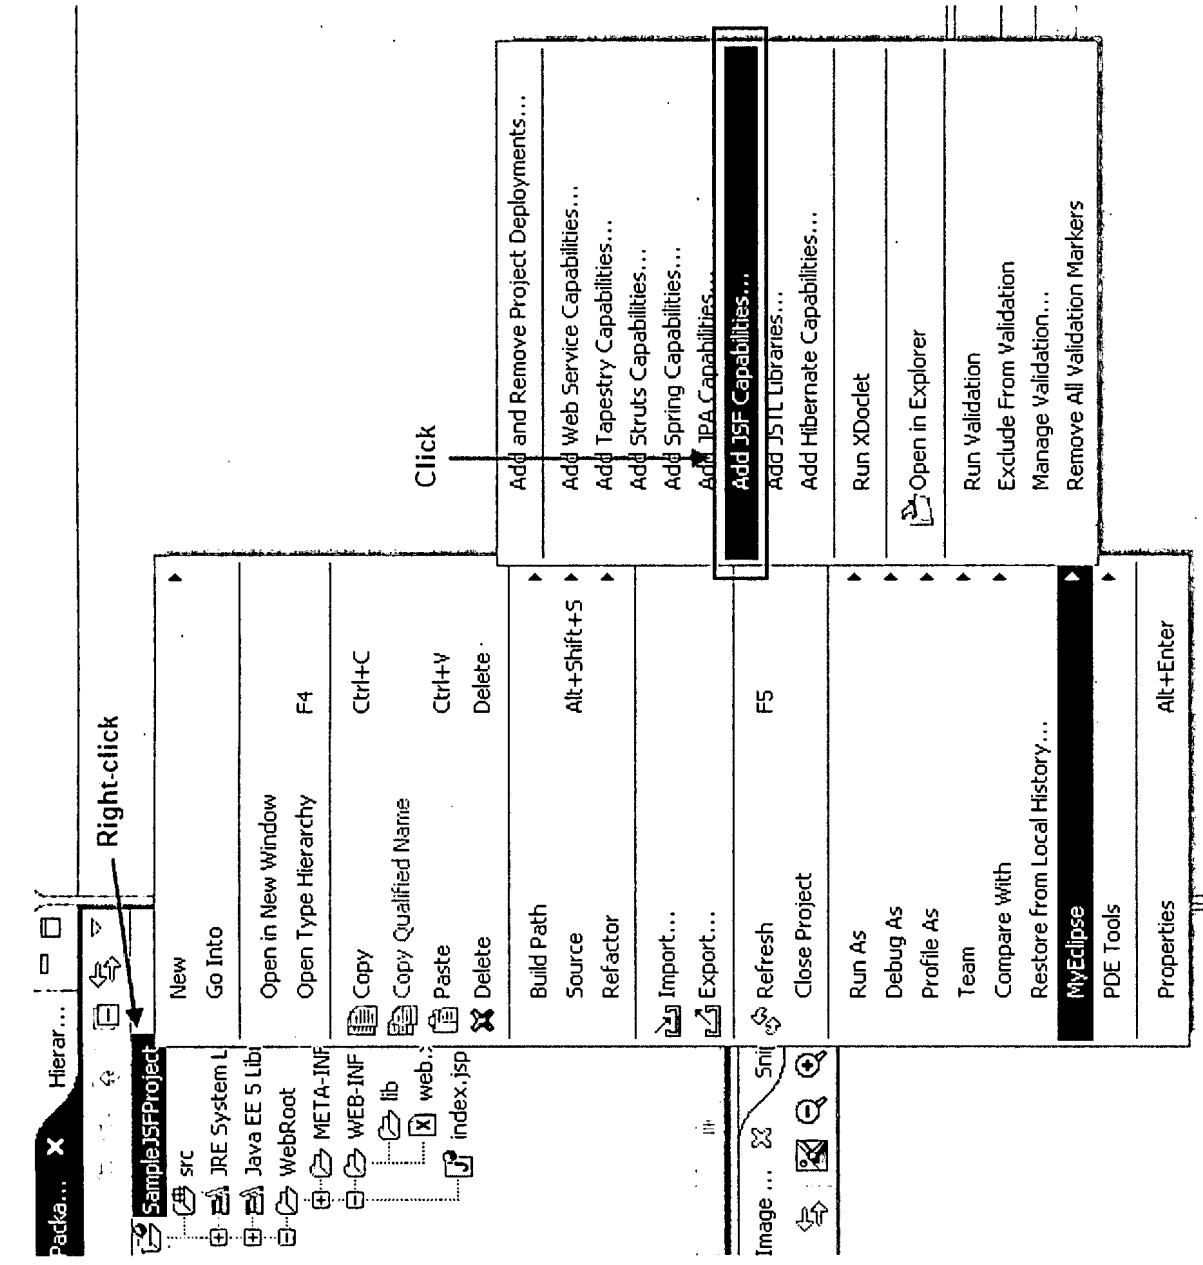 Packa...
Hierar...
Right-click
SampleJSFProject
src
JRE System L
Java EE 5 Lib
WebRoot
META-INF
WEB-INF
lib
web.
index.jsp
Image ...
Sni
New
Go Into
Open in New Window
Open Type Hierarchy F4
Copy Ctrl+C
Copy Qualified Name
Paste Ctrl+V
Delete Delete
Build Path
Source Alt+Shift+S
Refactor
Import...
Export...
Refresh F5
Close Project
Run As
Debug As
Profile As
Team
Compare With
Restore from Local History...
MyEclipse
PDE Tools
Properties Alt+Enter
Click
Add and Remove Project Deployments...
Add Web Service Capabilities...
Add Tapestry Capabilities...
Add Struts Capabilities...
Add Spring Capabilities...
Add JPA Capabilities...
Add JSF Capabilities...
Add JSTL Libraries...
Add Hibernate Capabilities...
Run XDoclet
Open in Explorer
Run Validation
Exclude From Validation
Manage Validation...
Remove All Validation Markers